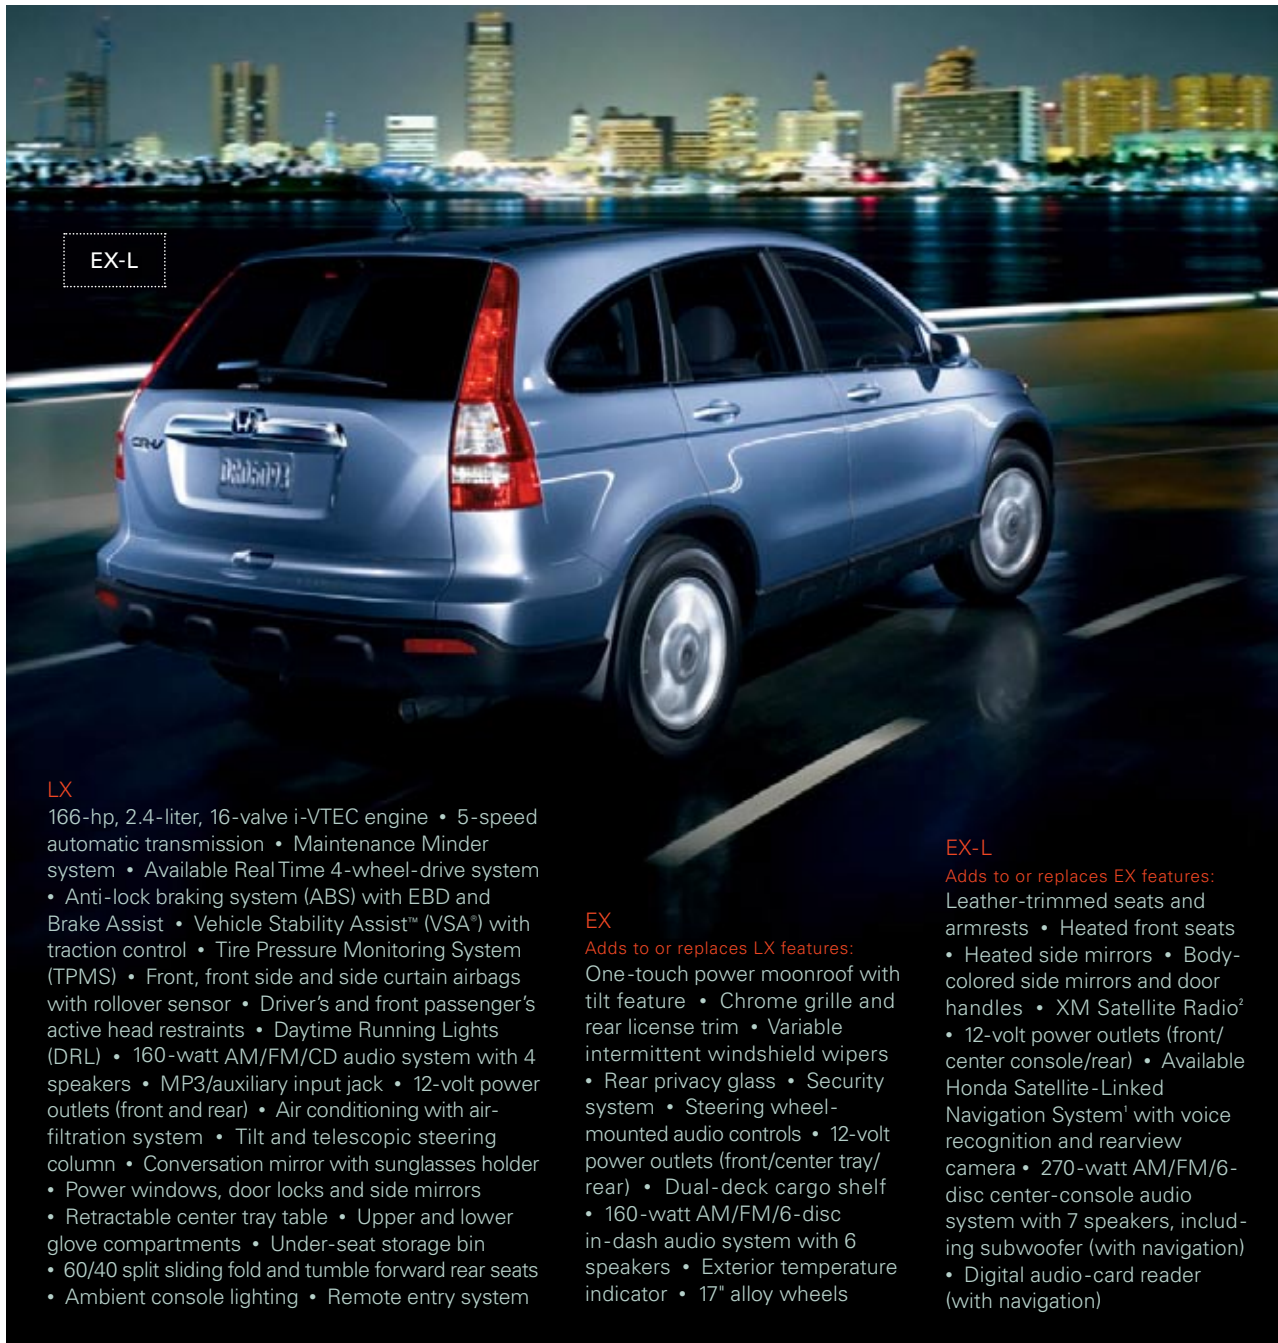 EX-L
CR-V
LX
166-hp, 2.4-liter, 16-valve i-VTEC engine • 5-speed
automatic transmission • Maintenance Minder
system • Available Real Time 4-wheel-drive system
• Anti-lock braking system (ABS) with EBD and
Brake Assist • Vehicle Stability Assist™ (VSA®) with
traction control • Tire Pressure Monitoring System
(TPMS) • Front, front side and side curtain airbags
with rollover sensor • Driver's and front passenger's
active head restraints • Daytime Running Lights
(DRL) • 160-watt AM/FM/CD audio system with 4
speakers • MP3/auxiliary input jack • 12-volt power
outlets (front and rear) • Air conditioning with air-
filtration system • Tilt and telescopic steering
column • Conversation mirror with sunglasses holder
• Power windows, door locks and side mirrors
• Retractable center tray table • Upper and lower
glove compartments • Under-seat storage bin
• 60/40 split sliding fold and tumble forward rear seats
• Ambient console lighting • Remote entry system
EX
Adds to or replaces LX features:
One-touch power moonroof with
tilt feature • Chrome grille and
rear license trim • Variable
intermittent windshield wipers
• Rear privacy glass • Security
system • Steering wheel-
mounted audio controls • 12-volt
power outlets (front/center tray/
rear) • Dual-deck cargo shelf
• 160-watt AM/FM/6-disc
in-dash audio system with 6
speakers • Exterior temperature
indicator • 17" alloy wheels
EX-L
Adds to or replaces EX features:
Leather-trimmed seats and
armrests • Heated front seats
• Heated side mirrors • Body-
colored side mirrors and door
handles • XM Satellite Radio²
• 12-volt power outlets (front/
center console/rear) • Available
Honda Satellite-Linked
Navigation System¹ with voice
recognition and rearview
camera • 270-watt AM/FM/6-
disc center-console audio
system with 7 speakers, includ-
ing subwoofer (with navigation)
• Digital audio-card reader
(with navigation)